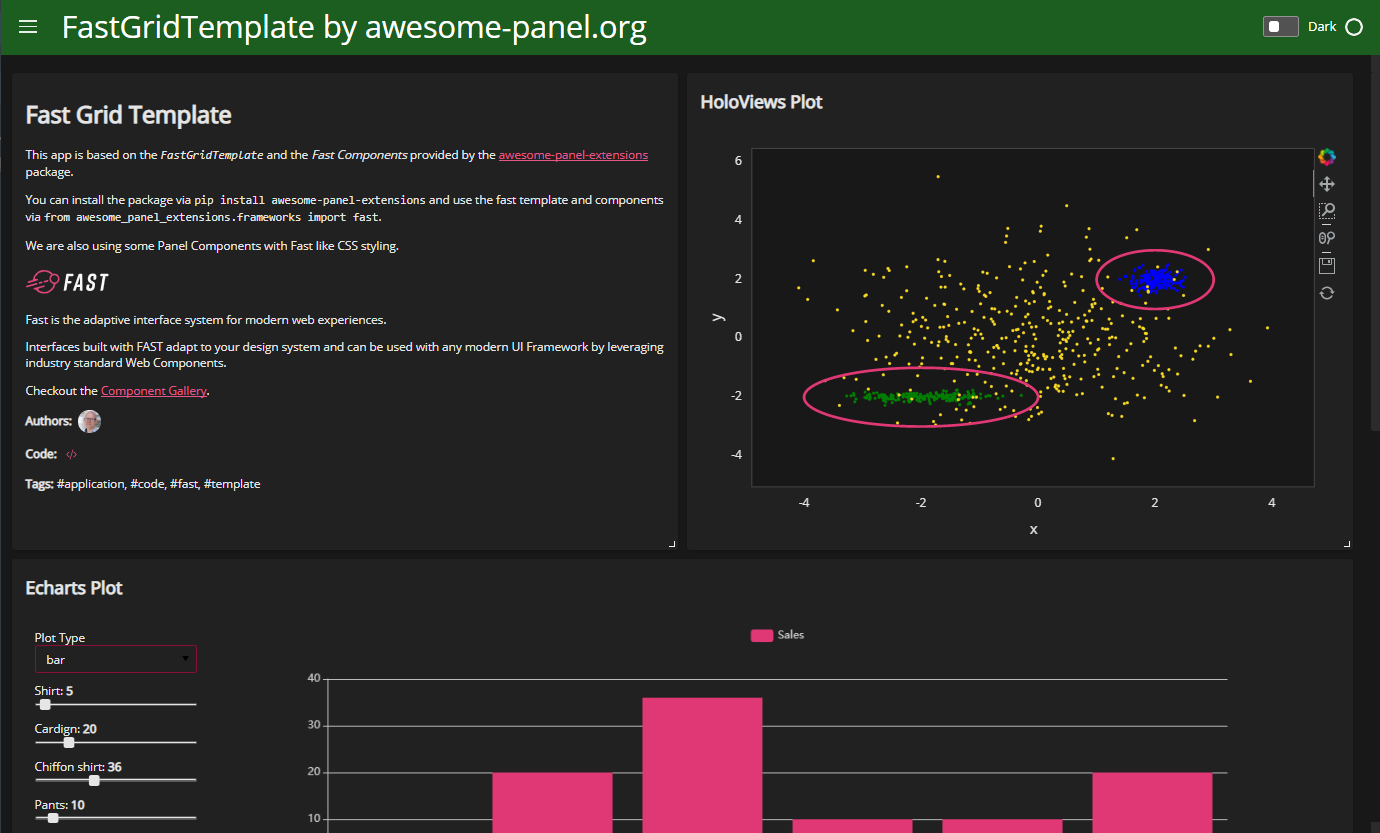 FastGridTemplate by awesome-panel.org
Dark
Fast Grid Template
This app is based on the FastGridTemplate and the Fast Components provided by the awesome-panel-extensions
package.
You can install the package via pip install awesome-panel-extensions and use the fast template and components
via from awesome_panel_extensions.frameworks import fast.
We are also using some Panel Components with Fast like CSS styling.
FAST
Fast is the adaptive interface system for modern web experiences.
Interfaces built with FAST adapt to your design system and can be used with any modern UI Framework by leveraging
industry standard Web Components.
Checkout the Component Gallery.
Authors:
Code: </>
Tags: #application, #code, #fast, #template
HoloViews Plot
6
4
2
0
-2
-4
y
-4 -2 0 2 4
x
Echarts Plot
Plot Type
bar
Shirt: 5
Cardign: 20
Chiffon shirt: 36
Pants: 10
Sales
40
30
20
10